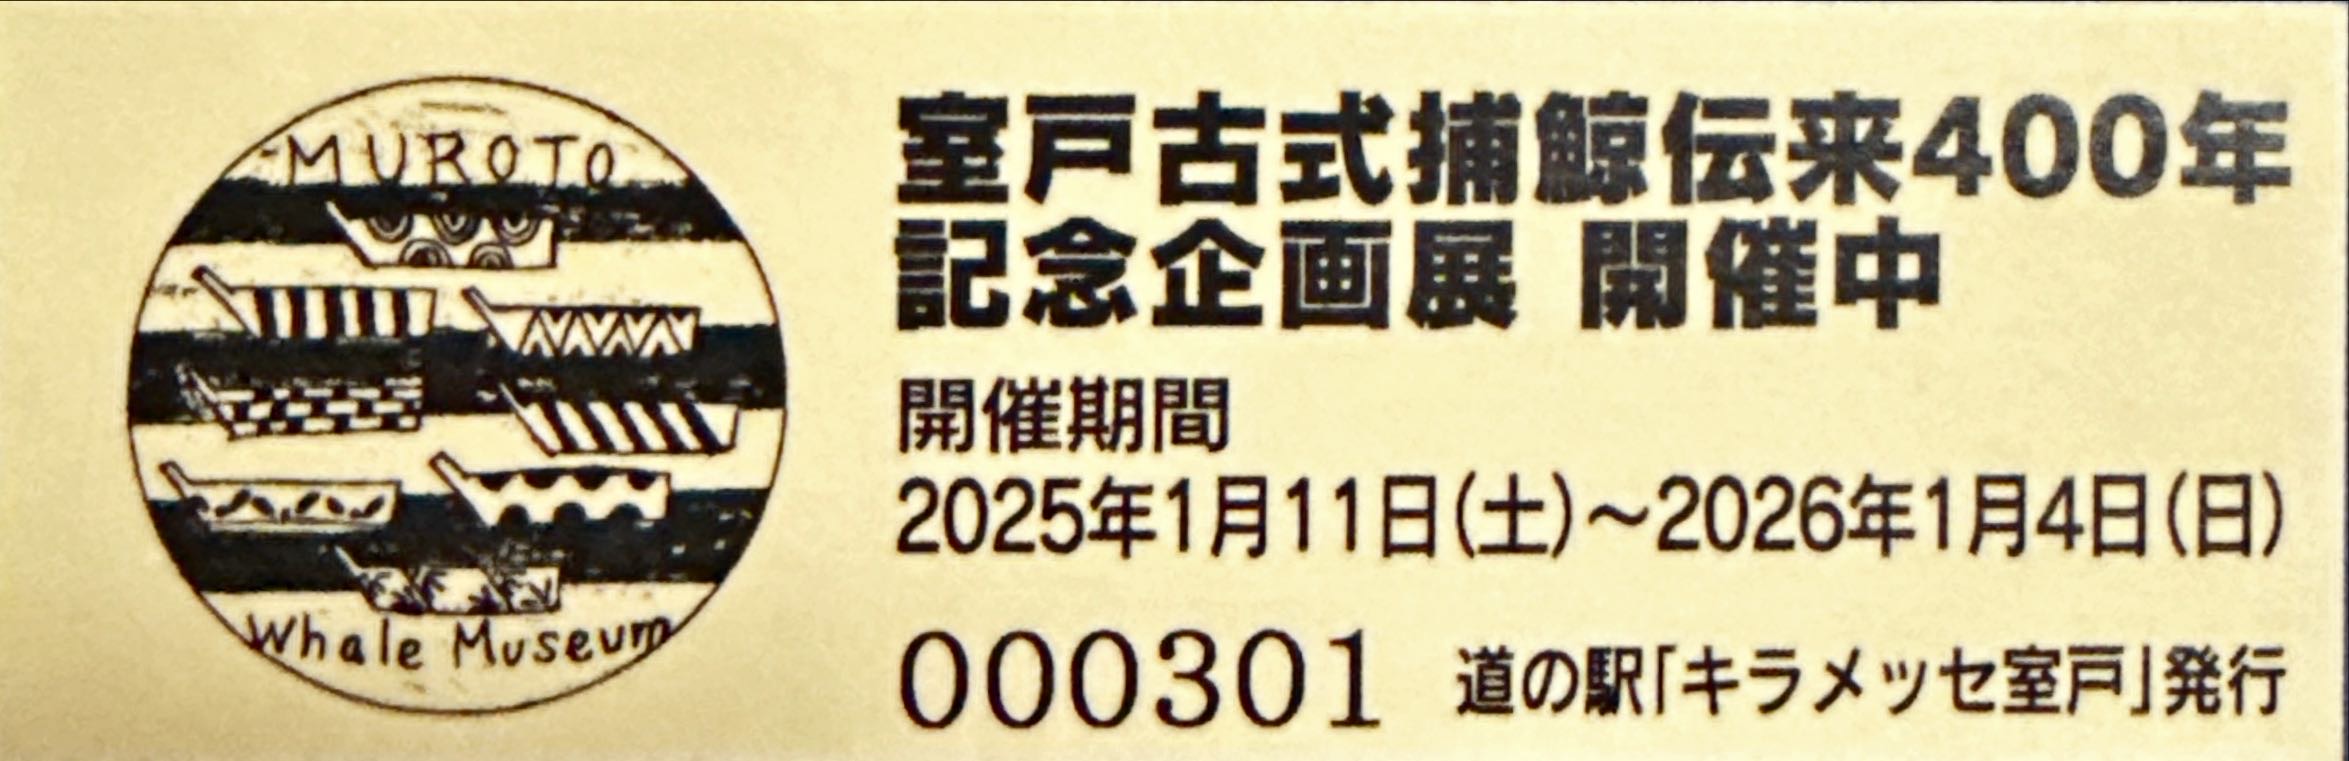 MUROTO
Whale Museum
室戸古式捕鯨伝来400年
記念企画展 開催中
開催期間
2025年1月11日(土)～2026年1月4日(日)
000301 道の駅「キラメッセ室戸」発行